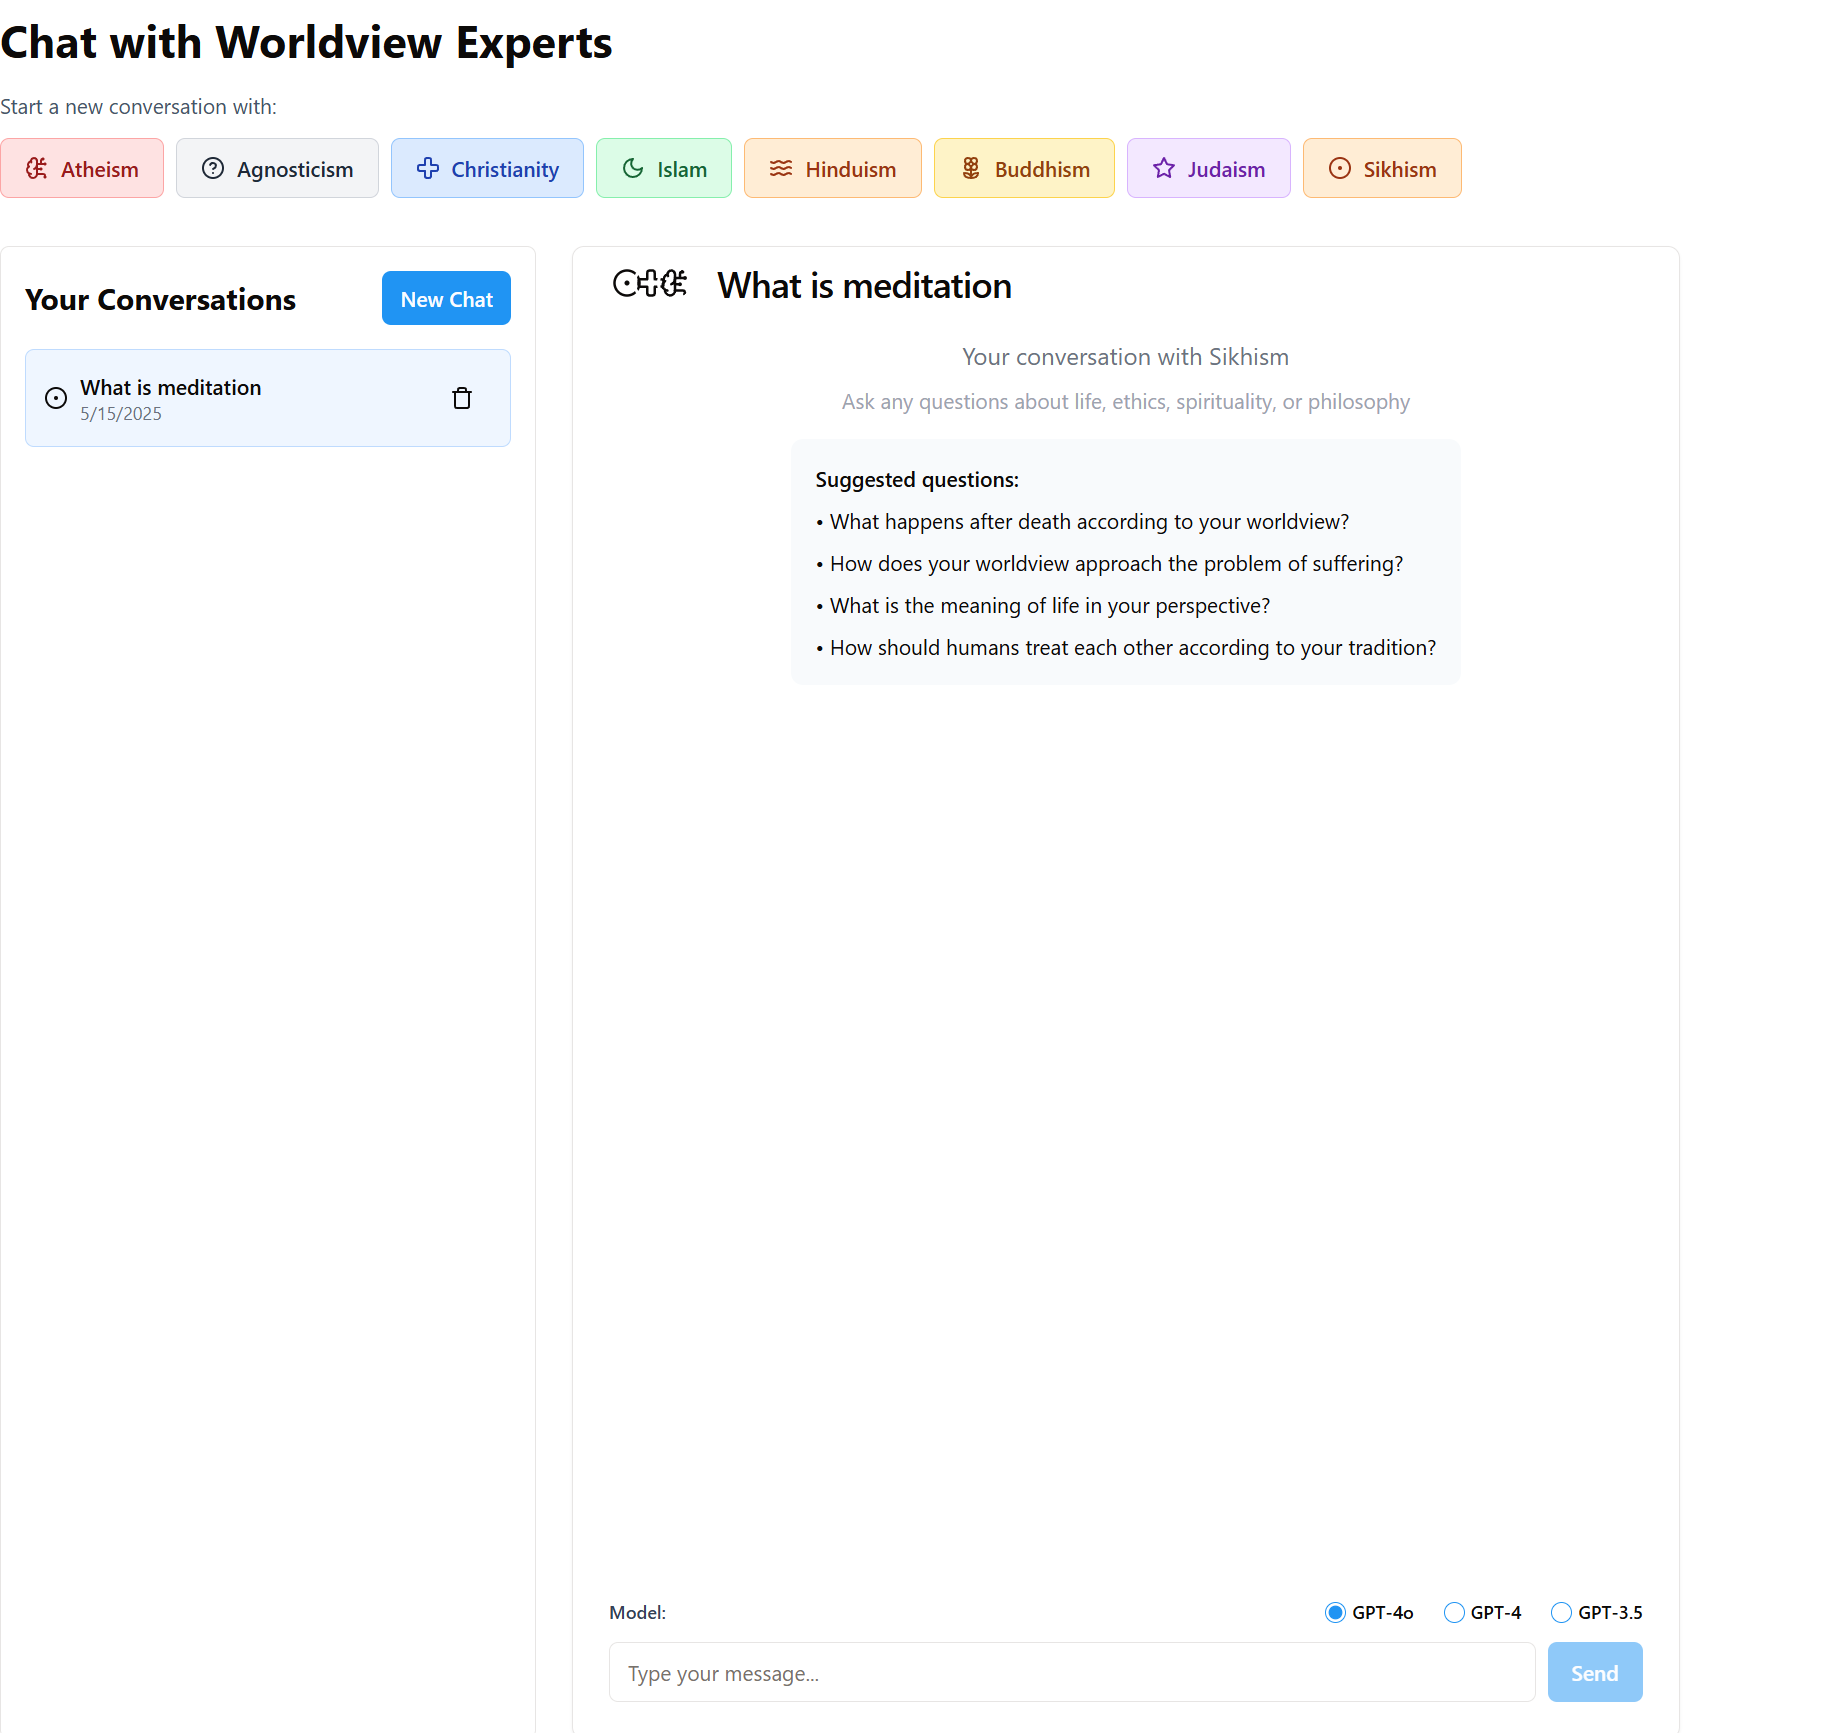 Chat with Worldview Experts
Start a new conversation with:
Atheism
Agnosticism
Christianity
Islam
Hinduism
Buddhism
Judaism
Sikhism
Your Conversations
New Chat
What is meditation
5/15/2025
What is meditation
Your conversation with Sikhism
Ask any questions about life, ethics, spirituality, or philosophy
Suggested questions:
• What happens after death according to your worldview?
• How does your worldview approach the problem of suffering?
• What is the meaning of life in your perspective?
• How should humans treat each other according to your tradition?
Model:
GPT-4o
GPT-4
GPT-3.5
Type your message...
Send